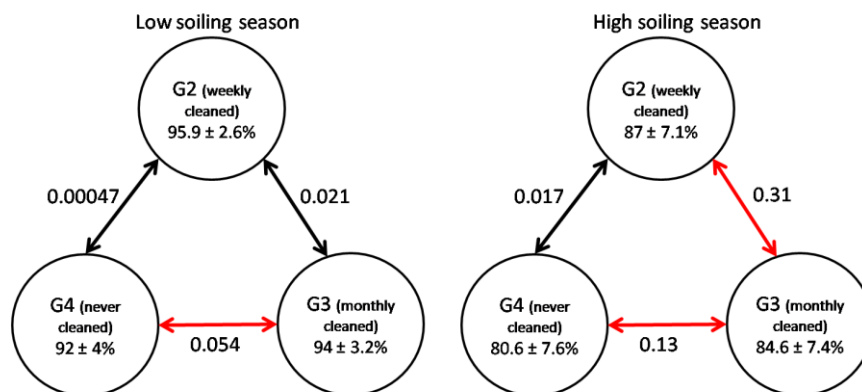 Low soiling season
G2 (weekly
cleaned)
95.9 ± 2.6%
0.00047
0.021
G4 (never
cleaned)
92 ± 4%
0.054
G3 (monthly
cleaned)
94 ± 3.2%
High soiling season
G2 (weekly
cleaned)
87 ± 7.1%
0.017
0.31
G4 (never
cleaned)
80.6 ± 7.6%
0.13
G3 (monthly
cleaned)
84.6 ± 7.4%